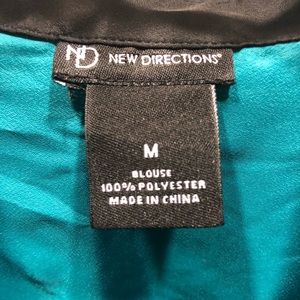 ND NEW DIRECTIONS®
M
BLOUSE
100% POLYESTER
MADE IN CHINA